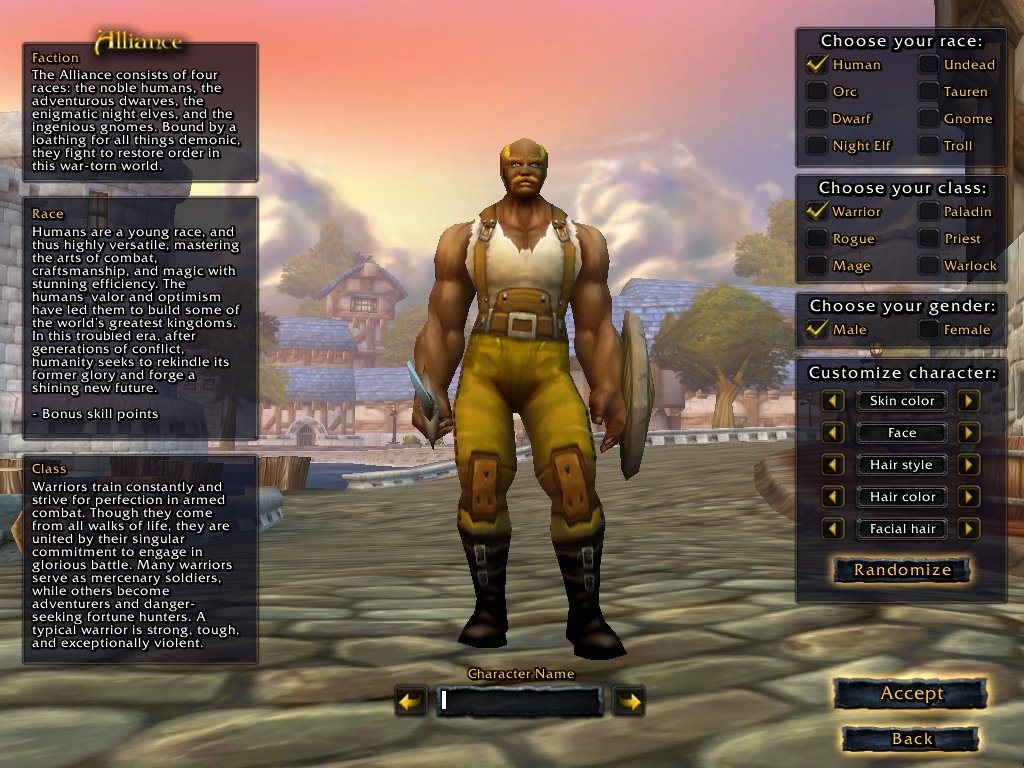 Alliance
Faction
The Alliance consists of four
races: the noble humans, the
adventurous dwarves, the
enigmatic night elves, and the
ingenious gnomes. Bound by a
loathing for all things demonic,
they fight to restore order in
this war-torn world.
Race
Humans are a young race, and
thus highly versatile, mastering
the arts of combat,
craftsmanship, and magic with
stunning efficiency. The
humans' valor and optimism
have led them to build some of
the world's greatest kingdoms.
In this troubled era, after
generations of conflict,
humanity seeks to rekindle its
former glory and forge a
shining new future.
- Bonus skill points
Class
Warriors train constantly and
strive for perfection in armed
combat. Though they come
from all walks of life, they are
united by their singular
commitment to engage in
glorious battle. Many warriors
serve as mercenary soldiers,
while others become
adventurers and danger-
seeking fortune hunters. A
typical warrior is strong, tough,
and exceptionally violent.
Character Name
Choose your race:
Human Undead
Orc Tauren
Dwarf Gnome
Night Elf Troll
Choose your class:
Warrior Paladin
Rogue Priest
Mage Warlock
Choose your gender:
Male Female
Customize character:
Skin color
Face
Hair style
Hair color
Facial hair
Randomize
Accept
Back